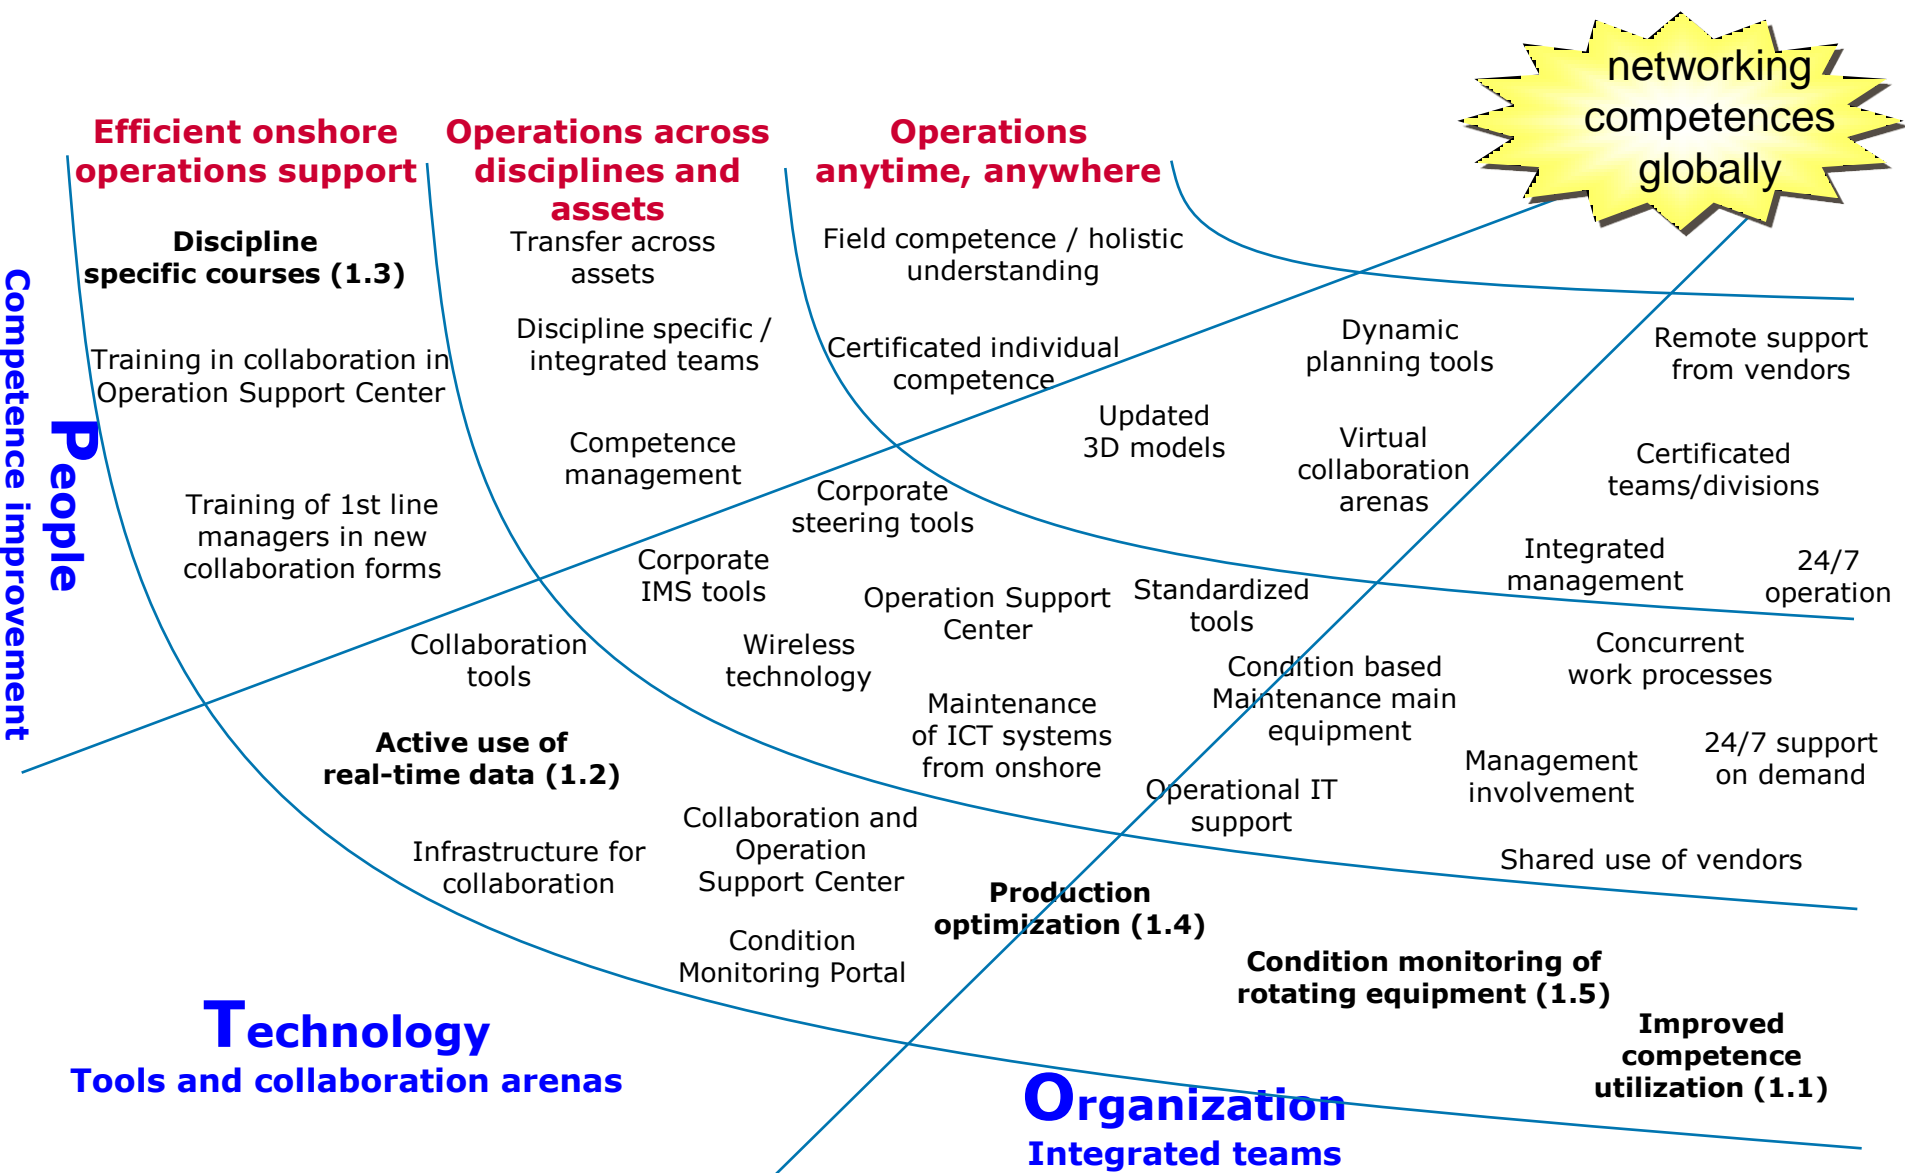 networking
competences
globally
Efficient onshore
operations support
Operations across
disciplines and
assets
Operations
anytime, anywhere
Discipline
specific courses (1.3)
Transfer across
assets
Field competence / holistic
understanding
Training in collaboration in
Operation Support Center
Discipline specific /
integrated teams
Certificated individual
competence
Dynamic
planning tools
Remote support
from vendors
Competence improvement
People
Competence
management
Updated
3D models
Virtual
collaboration
arenas
Certificated
teams/divisions
Training of 1st line
managers in new
collaboration forms
Corporate
steering tools
Corporate
IMS tools
Integrated
management
24/7
operation
Operation Support
Center
Standardized
tools
Collaboration
tools
Wireless
technology
Concurrent
work processes
Condition based
Maintenance main
equipment
Maintenance
of ICT systems
from onshore
Active use of
real-time data (1.2)
Management
involvement
24/7 support
on demand
Operational IT
support
Collaboration and
Operation
Support Center
Infrastructure for
collaboration
Shared use of vendors
Production
optimization (1.4)
Condition
Monitoring Portal
Condition monitoring of
rotating equipment (1.5)
Improved
competence
utilization (1.1)
Technology
Tools and collaboration arenas
Organization
Integrated teams